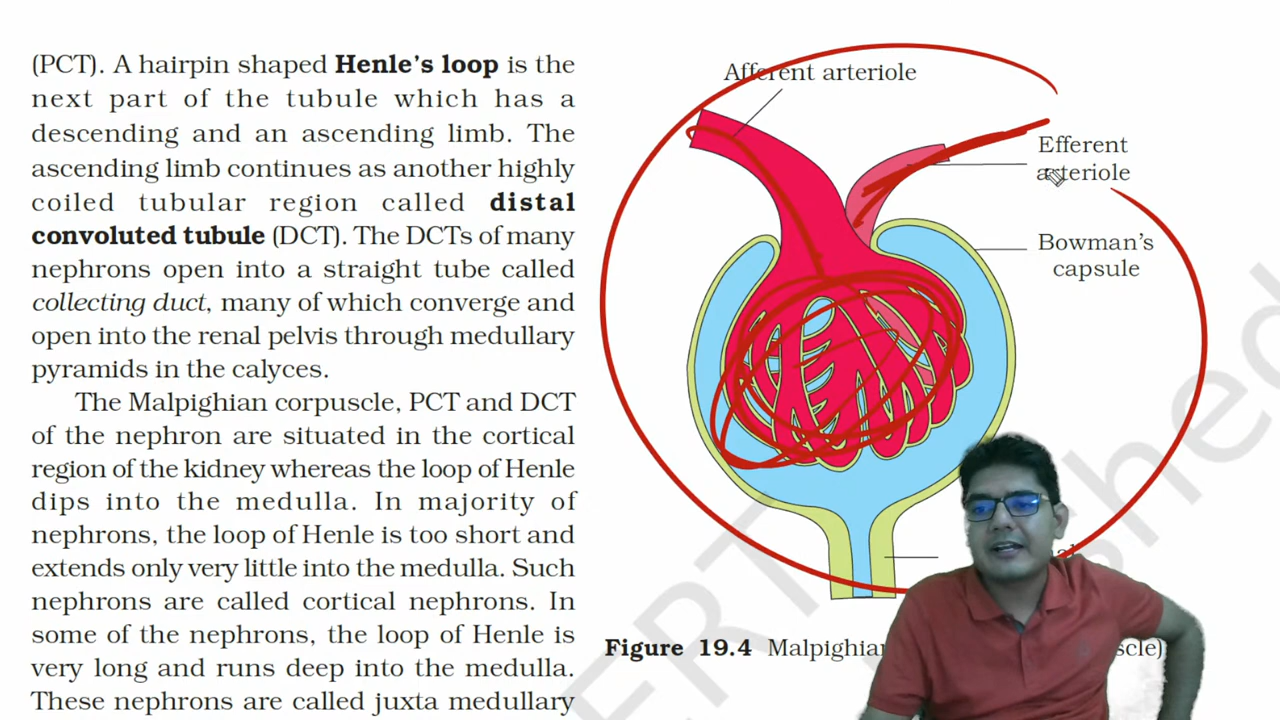 (PCT). A hairpin shaped Henle's loop is the
next part of the tubule which has a
descending and an ascending limb. The
ascending limb continues as another highly
coiled tubular region called distal
convoluted tubule (DCT). The DCTs of many
nephrons open into a straight tube called
collecting duct, many of which converge and
open into the renal pelvis through medullary
pyramids in the calyces.
The Malpighian corpuscle, PCT and DCT
of the nephron are situated in the cortical
region of the kidney whereas the loop of Henle
dips into the medulla. In majority of
nephrons, the loop of Henle is too short and
extends only very little into the medulla. Such
nephrons are called cortical nephrons. In
some of the nephrons, the loop of Henle is
very long and runs deep into the medulla.
These nephrons are called juxta medullary
Afferent arteriole
Efferent
arteriole
Bowman's
capsule
Figure 19.4 Malpighian